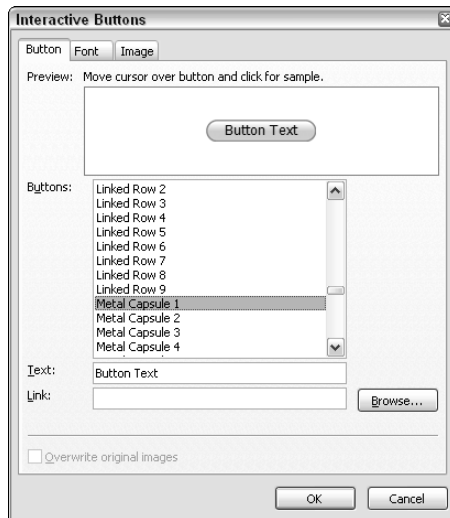 Interactive Buttons
Button Font Image
Preview: Move cursor over button and click for sample.
Button Text
Buttons:
Linked Row 2
Linked Row 3
Linked Row 4
Linked Row 5
Linked Row 6
Linked Row 7
Linked Row 8
Linked Row 9
Metal Capsule 1
Metal Capsule 2
Metal Capsule 3
Metal Capsule 4
Text: Button Text
Link: Browse...
Overwrite original images
OK Cancel